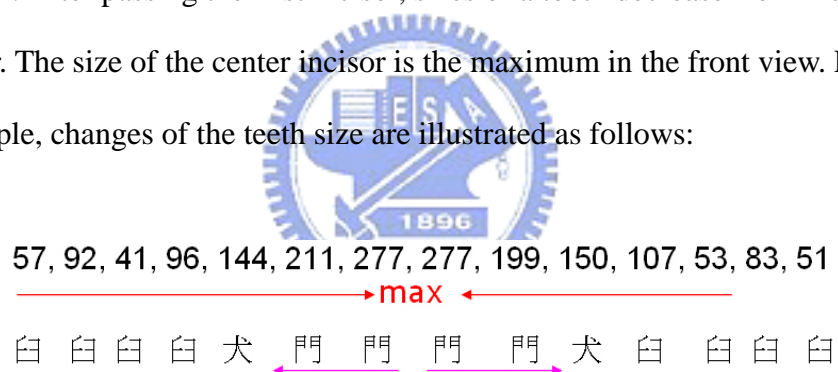 . The size of the center incisor is the maximum in the front view.
ple, changes of the teeth size are illustrated as follows:
E S A
1896
57, 92, 41, 96, 144, 211, 277, 277, 199, 150, 107, 53, 83, 51
max
臼 臼 臼 臼 犬 門 門 門 門 犬 臼 臼 臼 臼